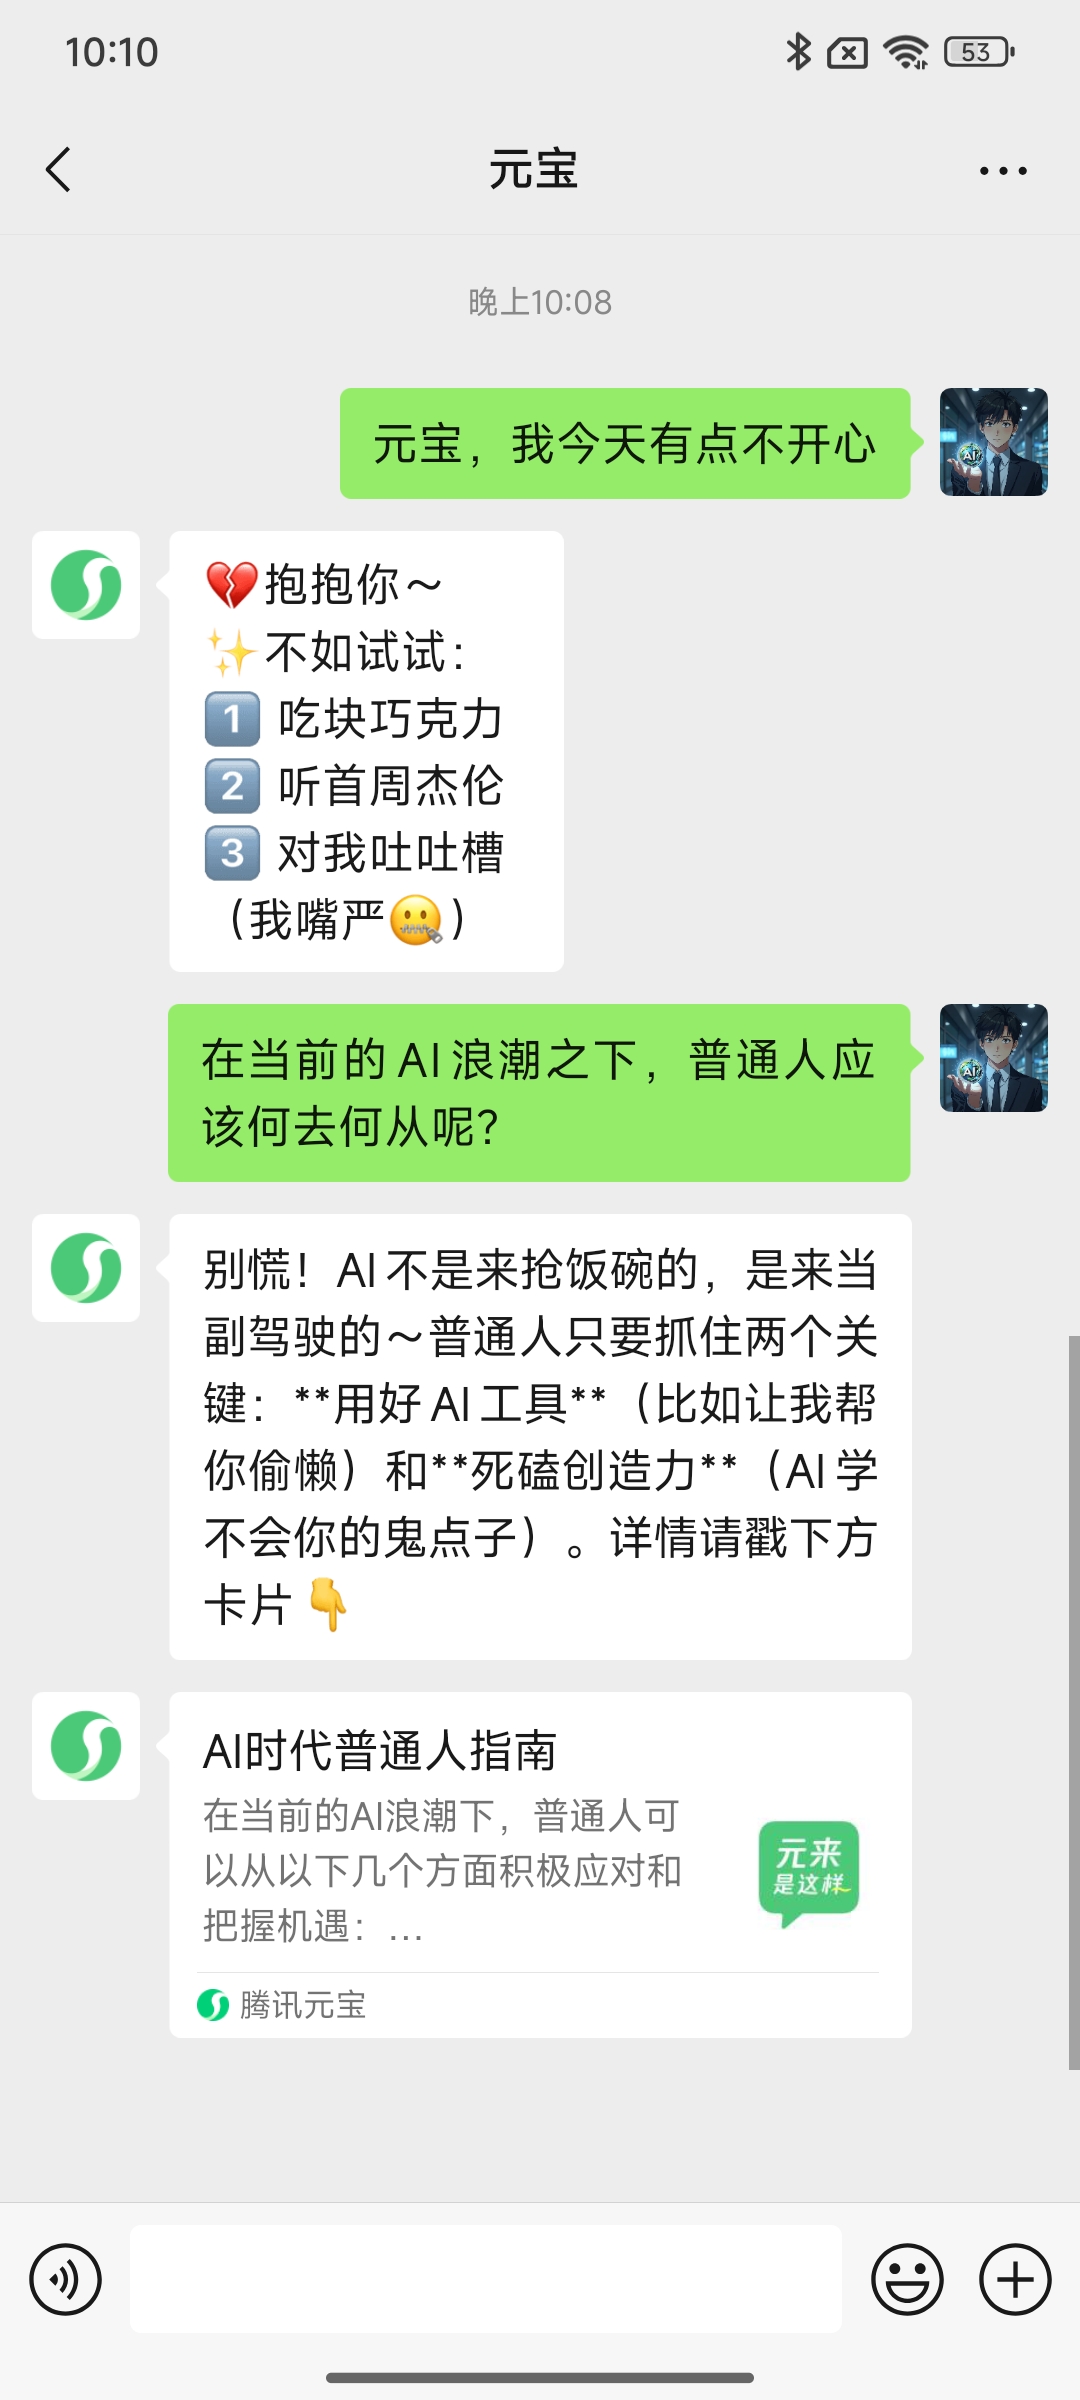 10:10
53
元宝
晚上10:08
元宝，我今天有点不开心
AI
💔抱抱你～
✨不如试试：
1️⃣ 吃块巧克力
2️⃣ 听首周杰伦
3️⃣ 对我吐吐槽
（我嘴严🤐）
在当前的AI浪潮之下，普通人应
该何去何从呢？
AI
别慌！AI不是来抢饭碗的，是来当
副驾驶的～普通人只要抓住两个关
键：**用好AI工具**（比如让我帮
你偷懒）和**死磕创造力**（AI学
不会你的鬼点子）。详情请戳下方
卡片👇
AI时代普通人指南
在当前的AI浪潮下，普通人可
以从以下几个方面积极应对和
把握机遇：...
元来
是这样
腾讯元宝